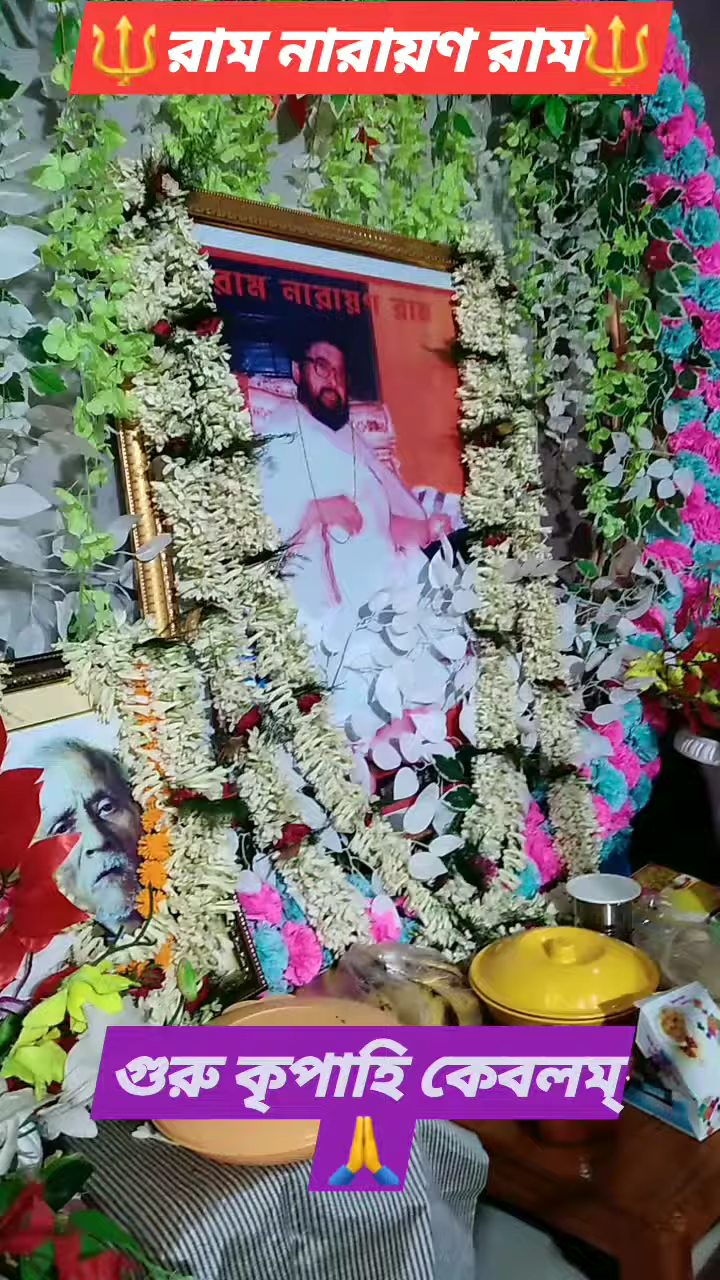 🔱রাম নারায়ণ রাম🔱
রাম নারায়ণ রাম
গুরু কৃপাহি কেবলম্
🙏